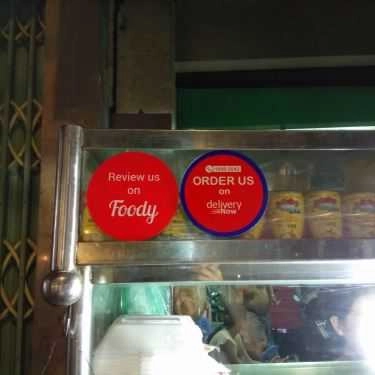 Review us
on
Foody
ORDER US
on
delivery
Now